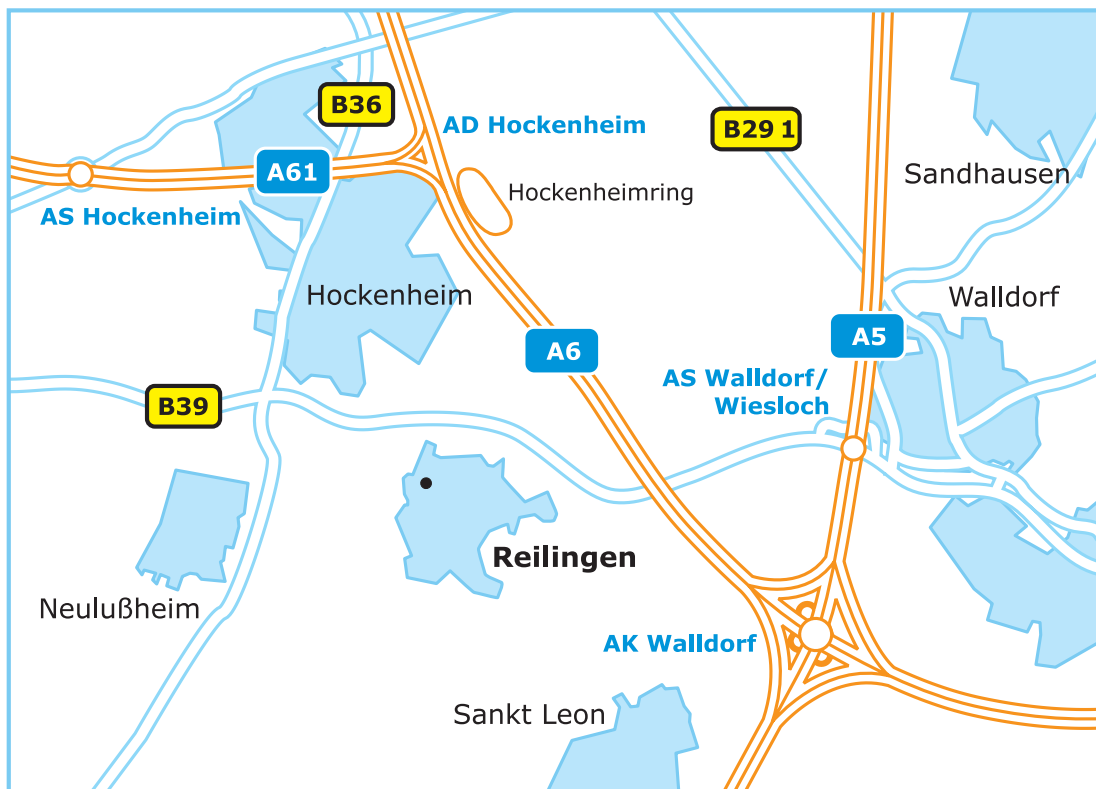 B36
AD Hockenheim
B29 1
A61
Sandhausen
Hockenheimring
AS Hockenheim
Hockenheim
Walldorf
A6
A5
AS Walldorf/
Wiesloch
B39
Reilingen
Neulußheim
AK Walldorf
Sankt Leon